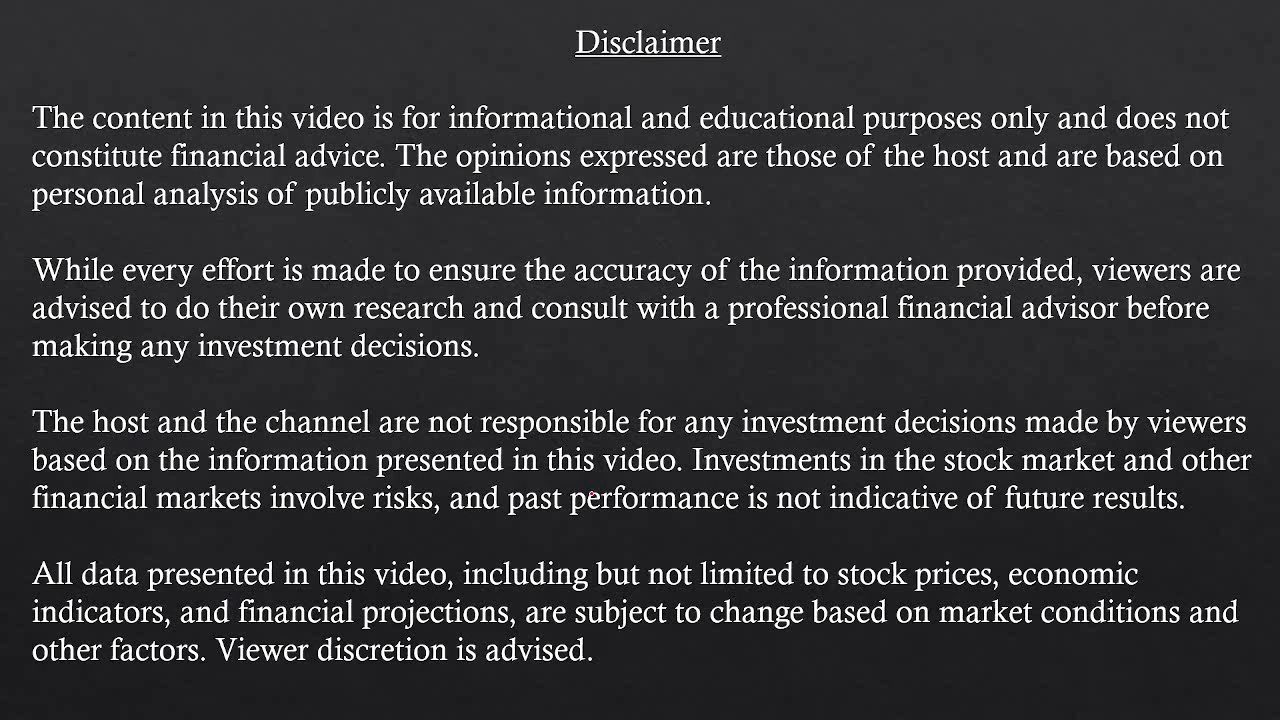 Disclaimer
The content in this video is for informational and educational purposes only and does not
constitute financial advice. The opinions expressed are those of the host and are based on
personal analysis of publicly available information.
While every effort is made to ensure the accuracy of the information provided, viewers are
advised to do their own research and consult with a professional financial advisor before
making any investment decisions.
The host and the channel are not responsible for any investment decisions made by viewers
based on the information presented in this video. Investments in the stock market and other
financial markets involve risks, and past performance is not indicative of future results.
All data presented in this video, including but not limited to stock prices, economic
indicators, and financial projections, are subject to change based on market conditions and
other factors. Viewer discretion is advised.